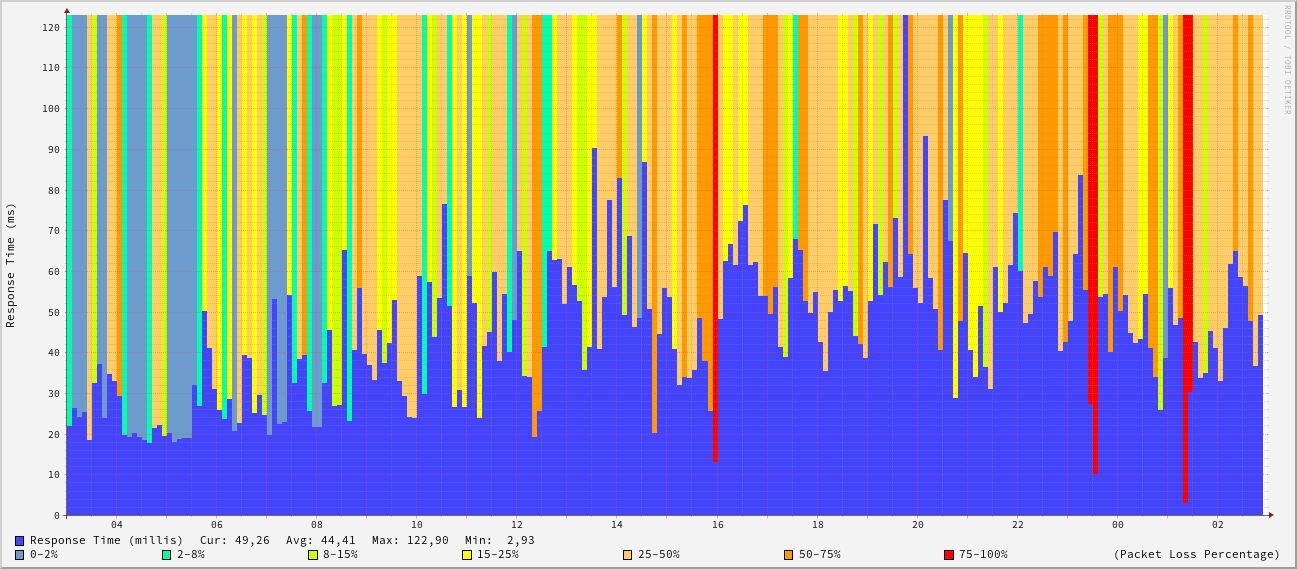 RRDTOOL / TOBI OETIKER
Response Time (ms)
120
110
100
90
80
70
60
50
40
30
20
10
0
04 06 08 10 12 14 16 18 20 22 00 02
Response Time (millis) Cur: 49,26 Avg: 44,41 Max: 122,90 Min: 2,93
0-2% 2-8% 8-15% 15-25% 25-50% 50-75% 75-100% (Packet Loss Percentage)